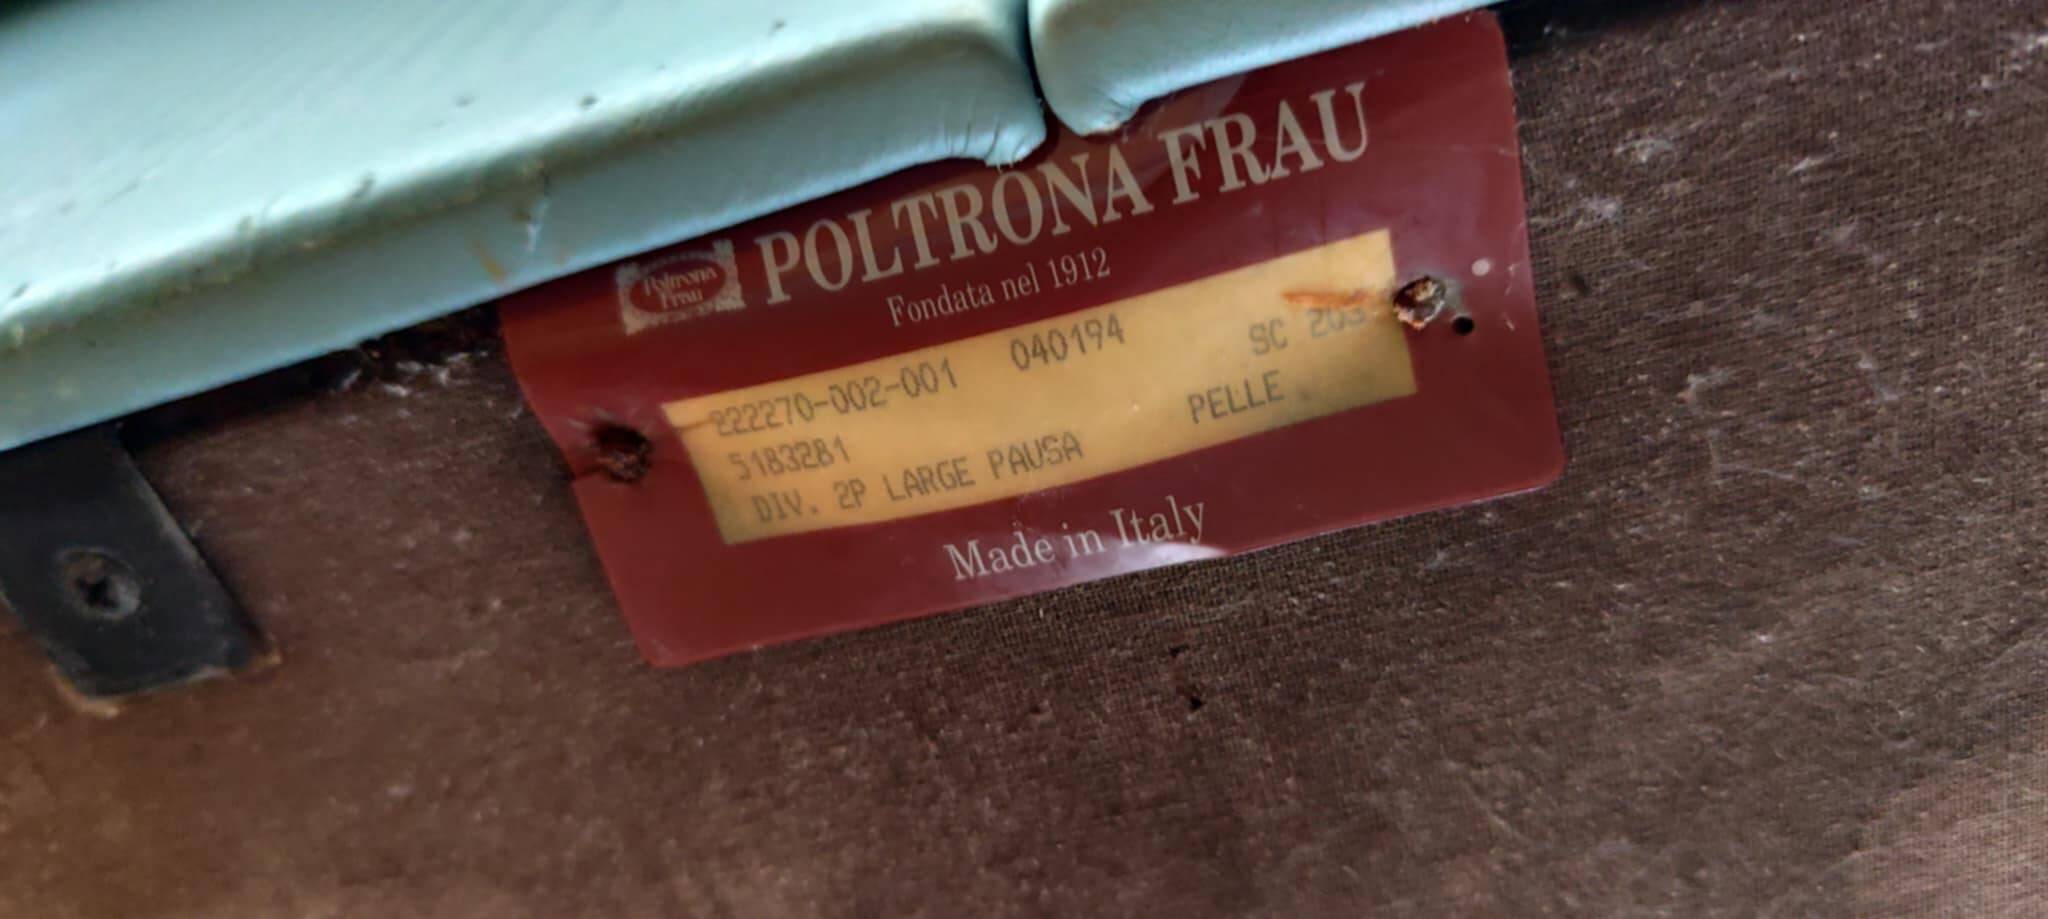 POLTRONA FRAU
Poltrona
Frau
Fondata nel 1912
222270-002-001 040194 SC
5183281
DIV. 2P LARGE PAUSA PELLE
Made in Italy